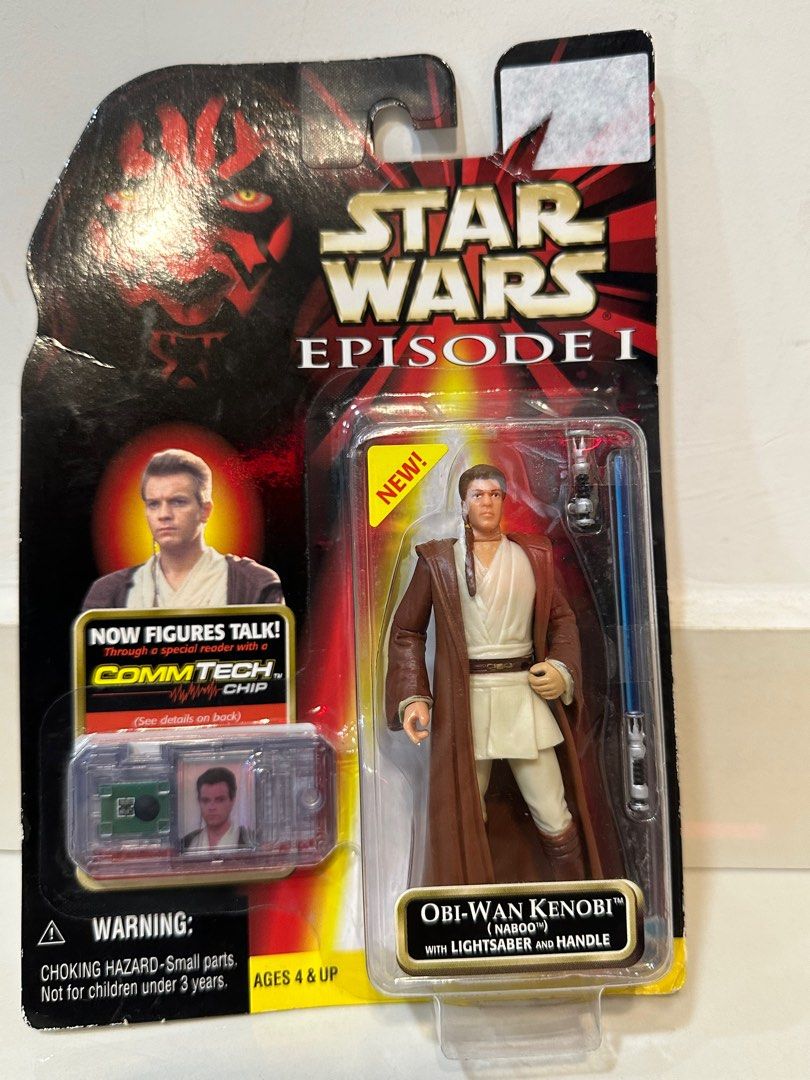 STAR
WARS®
EPISODE I
NEW!
NOW FIGURES TALK!
Through a special reader with a
COMMTECH™
CHIP
(See details on back)
OBI-WAN KENOBI™
(NABOO™)
WITH LIGHTSABER AND HANDLE
WARNING:
CHOKING HAZARD-Small parts.
Not for children under 3 years.
AGES 4 & UP